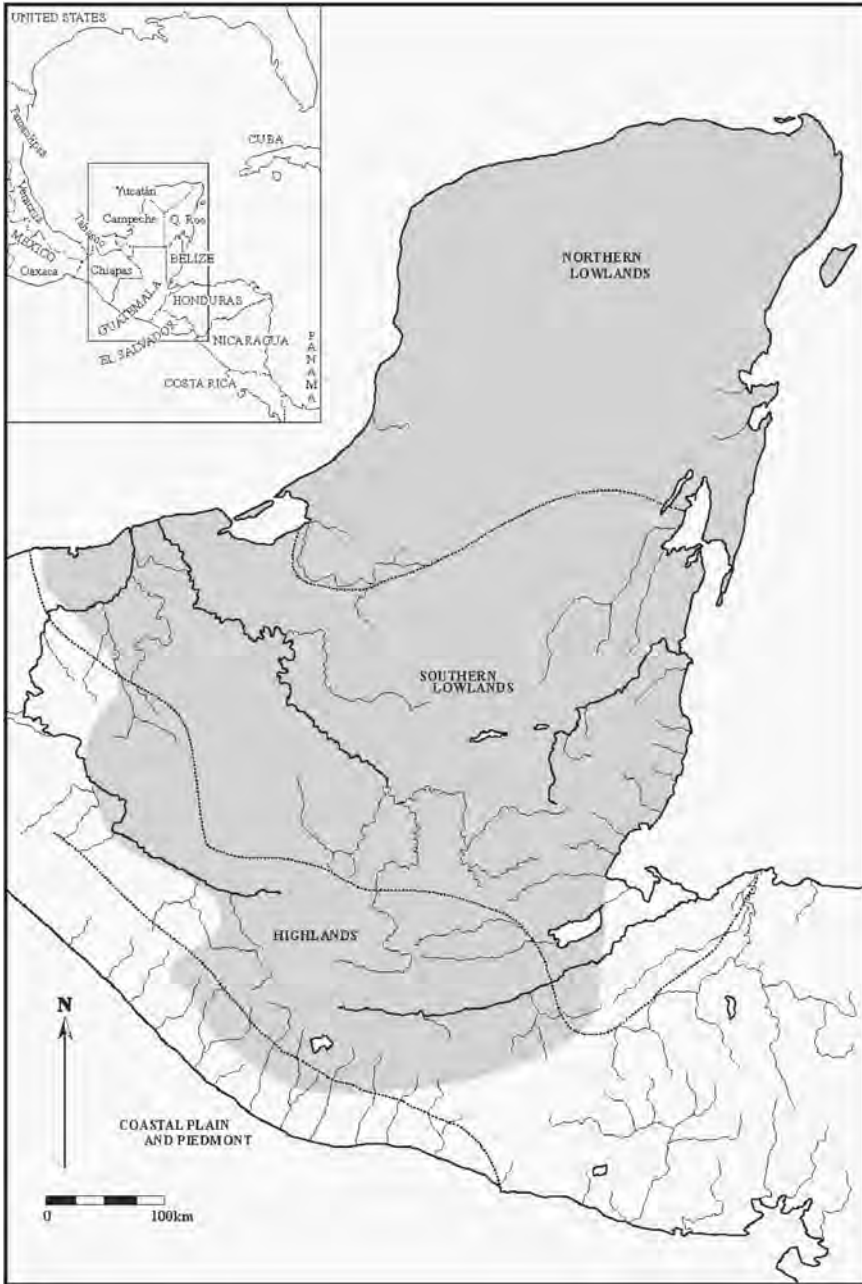 UNITED STATES
Tamaulipas
CUBA
Veracruz
Yucatán
Campeche
Q. Roo
Tabasco
MEXICO
BELIZE
Oaxaca
Chiapas
GUATEMALA
HONDURAS
EL SALVADOR
NICARAGUA
PANAMA
COSTA RICA
NORTHERN
LOWLANDS
SOUTHERN
LOWLANDS
HIGHLANDS
N
COASTAL PLAIN
AND PIEDMONT
0 100km